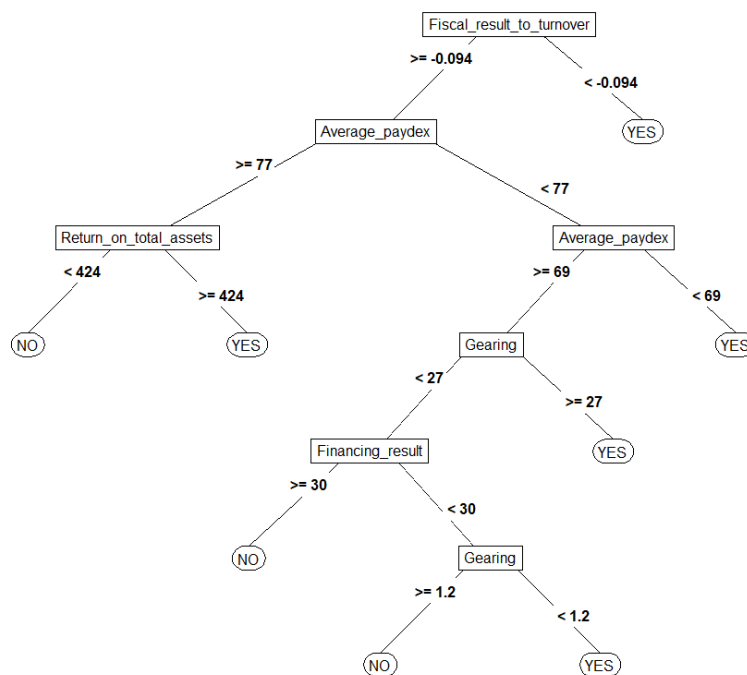 Fiscal_result_to_turnover
>= -0.094
< -0.094
Average_paydex
YES
>= 77
< 77
Return_on_total_assets
Average_paydex
< 424
>= 424
>= 69
< 69
NO
YES
Gearing
YES
< 27
>= 27
Financing_result
YES
>= 30
< 30
NO
Gearing
>= 1.2
< 1.2
NO
YES